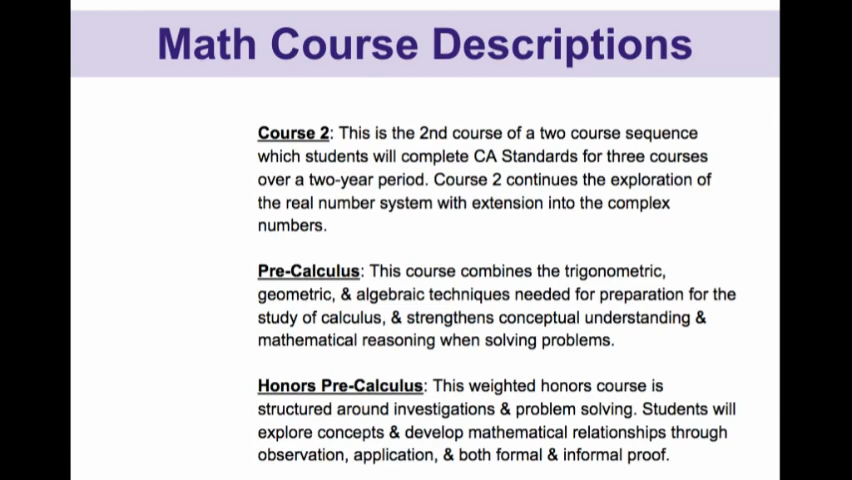 Math Course Descriptions
Course 2: This is the 2nd course of a two course sequence
which students will complete CA Standards for three courses
over a two-year period. Course 2 continues the exploration of
the real number system with extension into the complex
numbers.
Pre-Calculus: This course combines the trigonometric,
geometric, & algebraic techniques needed for preparation for the
study of calculus, & strengthens conceptual understanding &
mathematical reasoning when solving problems.
Honors Pre-Calculus: This weighted honors course is
structured around investigations & problem solving. Students will
explore concepts & develop mathematical relationships through
observation, application, & both formal & informal proof.